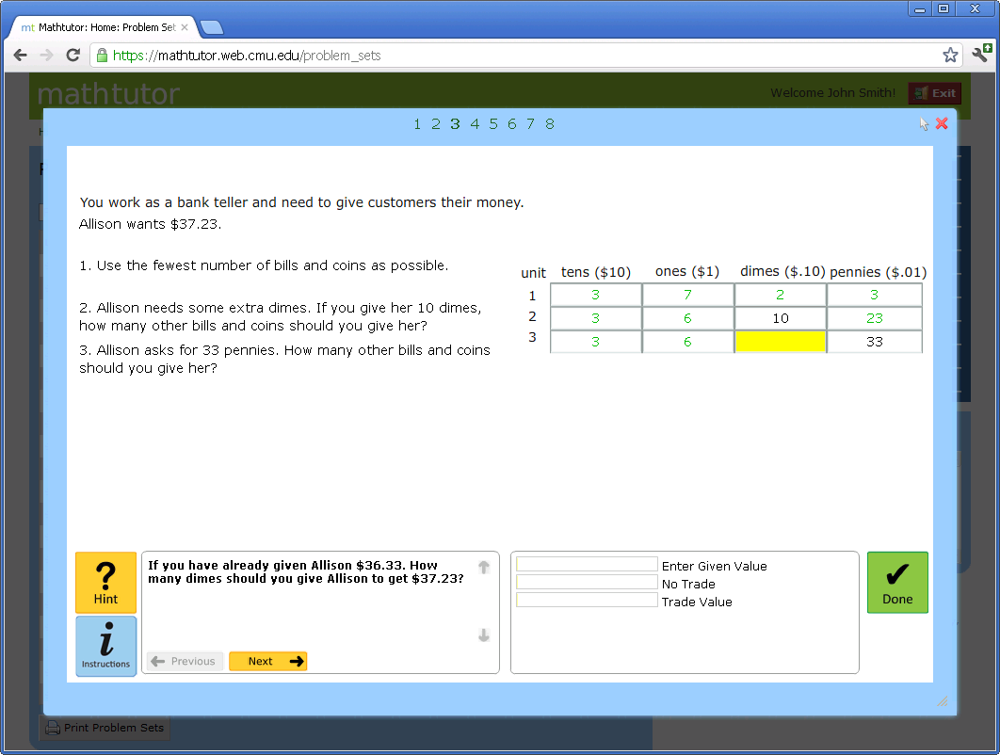 mt Mathtutor: Home: Problem Set
https://mathtutor.web.cmu.edu/problem_sets
mathtutor
Welcome John Smith!
Exit
1 2 3 4 5 6 7 8
You work as a bank teller and need to give customers their money.
Allison wants $37.23.
1. Use the fewest number of bills and coins as possible.
2. Allison needs some extra dimes. If you give her 10 dimes,
how many other bills and coins should you give her?
3. Allison asks for 33 pennies. How many other bills and coins
should you give her?
unit tens ($10) ones ($1) dimes ($.10) pennies ($.01)
1 3 7 2 3
2 3 6 10 23
3 3 6 33
? Hint
i Instructions
If you have already given Allison $36.33. How
many dimes should you give Allison to get $37.23?
Previous Next
Enter Given Value
No Trade
Trade Value
Done
Print Problem Sets